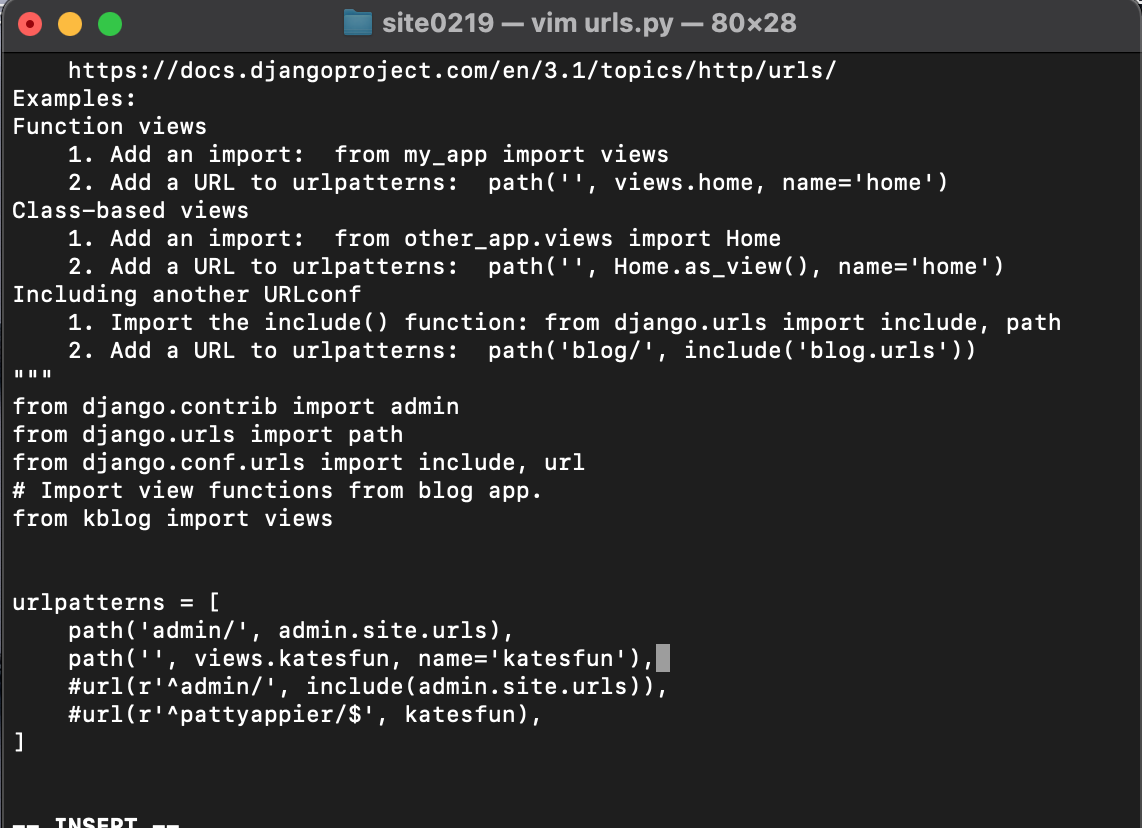 site0219 — vim urls.py — 80×28
    https://docs.djangoproject.com/en/3.1/topics/http/urls/
Examples:
Function views
    1. Add an import:  from my_app import views
    2. Add a URL to urlpatterns:  path('', views.home, name='home')
Class-based views
    1. Add an import:  from other_app.views import Home
    2. Add a URL to urlpatterns:  path('', Home.as_view(), name='home')
Including another URLconf
    1. Import the include() function: from django.urls import include, path
    2. Add a URL to urlpatterns:  path('blog/', include('blog.urls'))
"""
from django.contrib import admin
from django.urls import path
from django.conf.urls import include, url
# Import view functions from blog app.
from kblog import views
urlpatterns = [
    path('admin/', admin.site.urls),
    path('', views.katesfun, name='katesfun'),
    #url(r'^admin/', include(admin.site.urls)),
    #url(r'^pattyappier/$', katesfun),
]
-- INSERT --